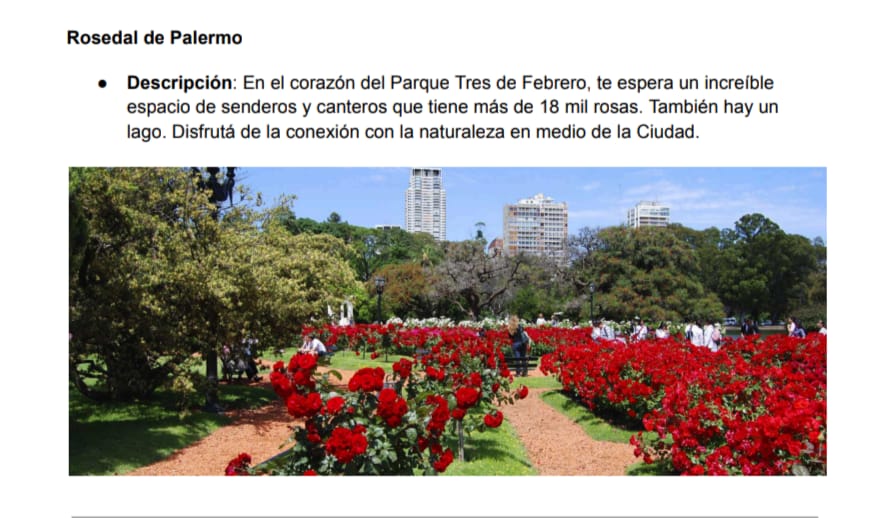 Rosedal de Palermo
● Descripción: En el corazón del Parque Tres de Febrero, te espera un increíble
espacio de senderos y canteros que tiene más de 18 mil rosas. También hay un
lago. Disfrutá de la conexión con la naturaleza en medio de la Ciudad.